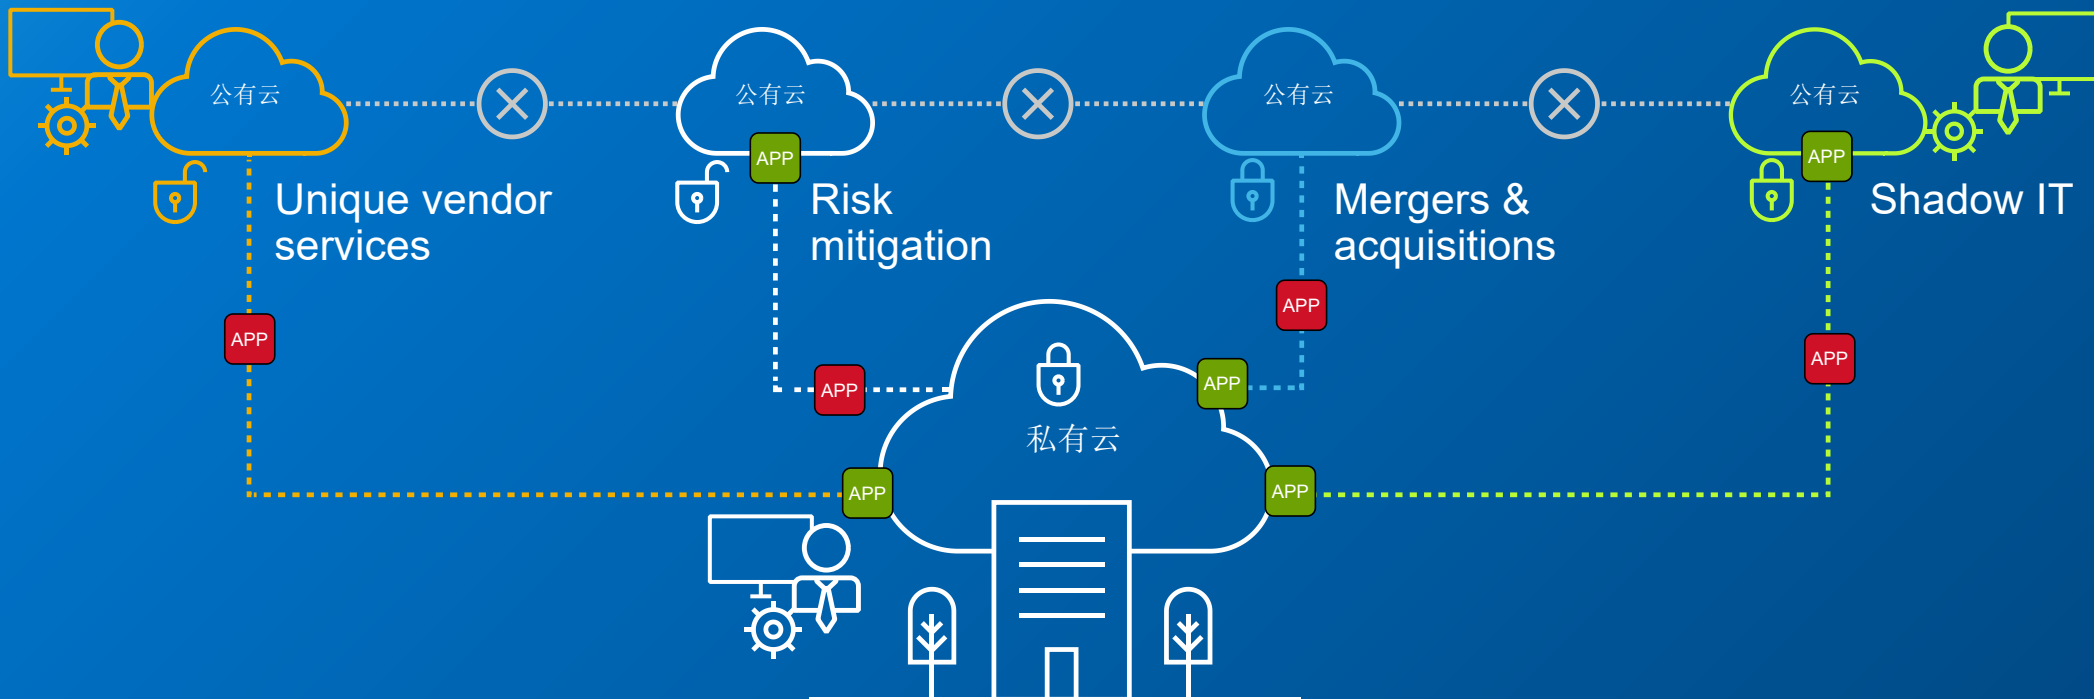 公有云
公有云
公有云
公有云
APP
APP
Unique vendor
services
Risk
mitigation
Mergers &
acquisitions
Shadow IT
APP
APP
APP
APP
APP
APP
私有云
APP
APP